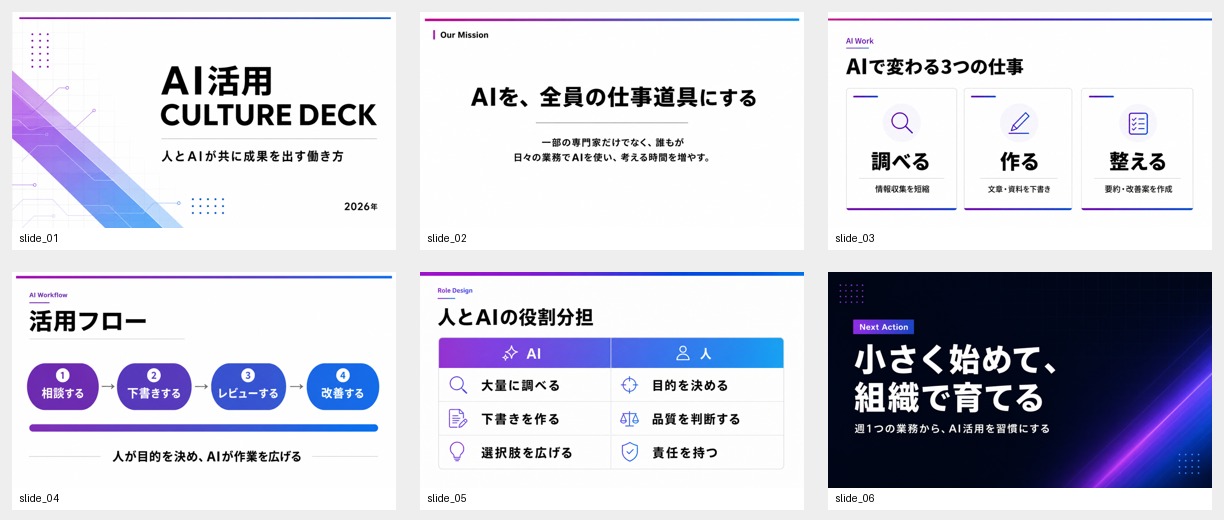 AI活用
CULTURE DECK
人とAIが共に成果を出す働き方
2026年
slide_01
Our Mission
AIを、全員の仕事道具にする
一部の専門家だけでなく、誰もが
日々の業務でAIを使い、考える時間を増やす。
slide_02
AI Work
AIで変わる3つの仕事
調べる
情報収集を短縮
作る
文章・資料を下書き
整える
要約・改善案を作成
slide_03
AI Workflow
活用フロー
1
相談する
2
下書きする
3
レビューする
4
改善する
人が目的を決め、AIが作業を広げる
slide_04
Role Design
人とAIの役割分担
AI
人
大量に調べる
目的を決める
下書きを作る
品質を判断する
選択肢を広げる
責任を持つ
slide_05
Next Action
小さく始めて、
組織で育てる
週1つの業務から、AI活用を習慣にする
slide_06